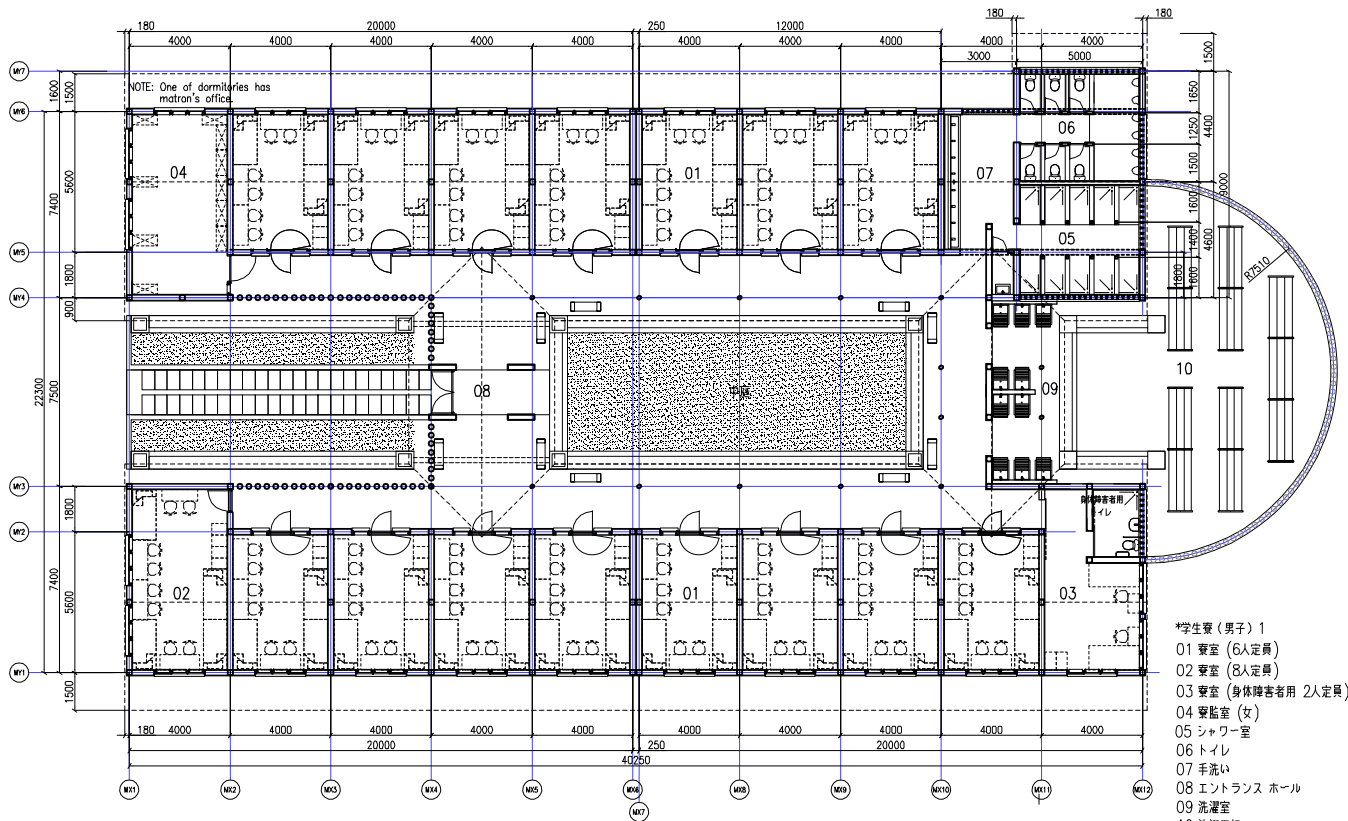 180
20000
250
12000
180
180
4000
4000
4000
4000
4000
4000
4000
4000
4000
4000
3000
5000
NOTE: One of dormitories has
matron's office.
MY7
MY6
MY5
MY4
MY3
MY2
MY1
1600
1500
5600
7400
1800
900
22300
7500
1800
7400
5600
1500
1500
1650
1250
4400
1500
9000
1600
1400
4600
1800
1600
R7510
04
01
07
06
05
08
中庭
09
10
身体障害者用
トイレ
02
01
03
180
4000
4000
4000
4000
4000
4000
4000
4000
4000
4000
20000
250
20000
40250
MX1
MX2
MX3
MX4
MX5
MX6
MX7
MX8
MX9
MX10
MX11
MX12
*学生寮（男子）1
01 寮室 (6人定員)
02 寮室 (8人定員)
03 寮室 (身体障害者用 2人定員)
04 寮監室 (女)
05 シャワー室
06 トイレ
07 手洗い
08 エントランス ホール
09 洗濯室